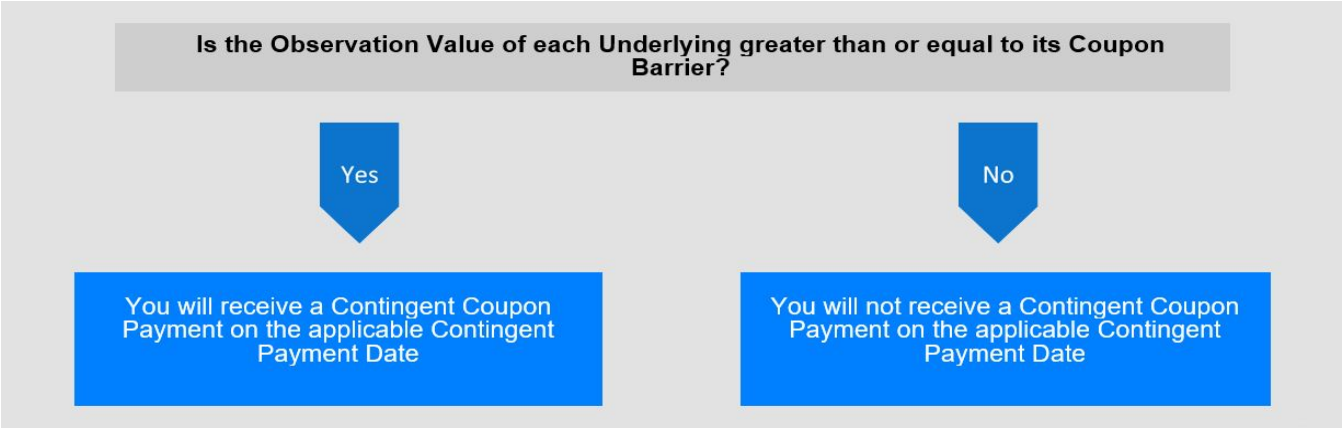 Is the Observation Value of each Underlying greater than or equal to its Coupon
Barrier?
Yes
No
You will receive a Contingent Coupon
Payment on the applicable Contingent
Payment Date
You will not receive a Contingent Coupon
Payment on the applicable Contingent
Payment Date